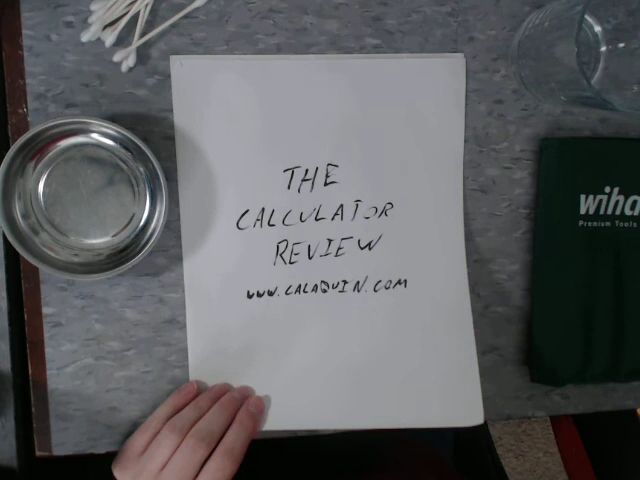 THE
CALCULATOR
REVIEW
www.CALAQUIN.COM
wiha
Premium Tools